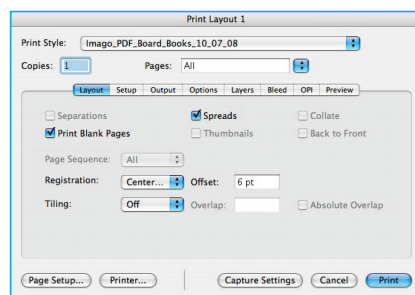 Print Layout 1
Print Style: Imago_PDF_Board_Books_10_07_08
Copies: 1 Pages: All
Layout Setup Output Options Layers Bleed OPI Preview
Separations Spreads Collate
Print Blank Pages Thumbnails Back to Front
Page Sequence: All
Registration: Center... Offset: 6 pt
Tiling: Off Overlap: Absolute Overlap
Page Setup... Printer... Capture Settings Cancel Print